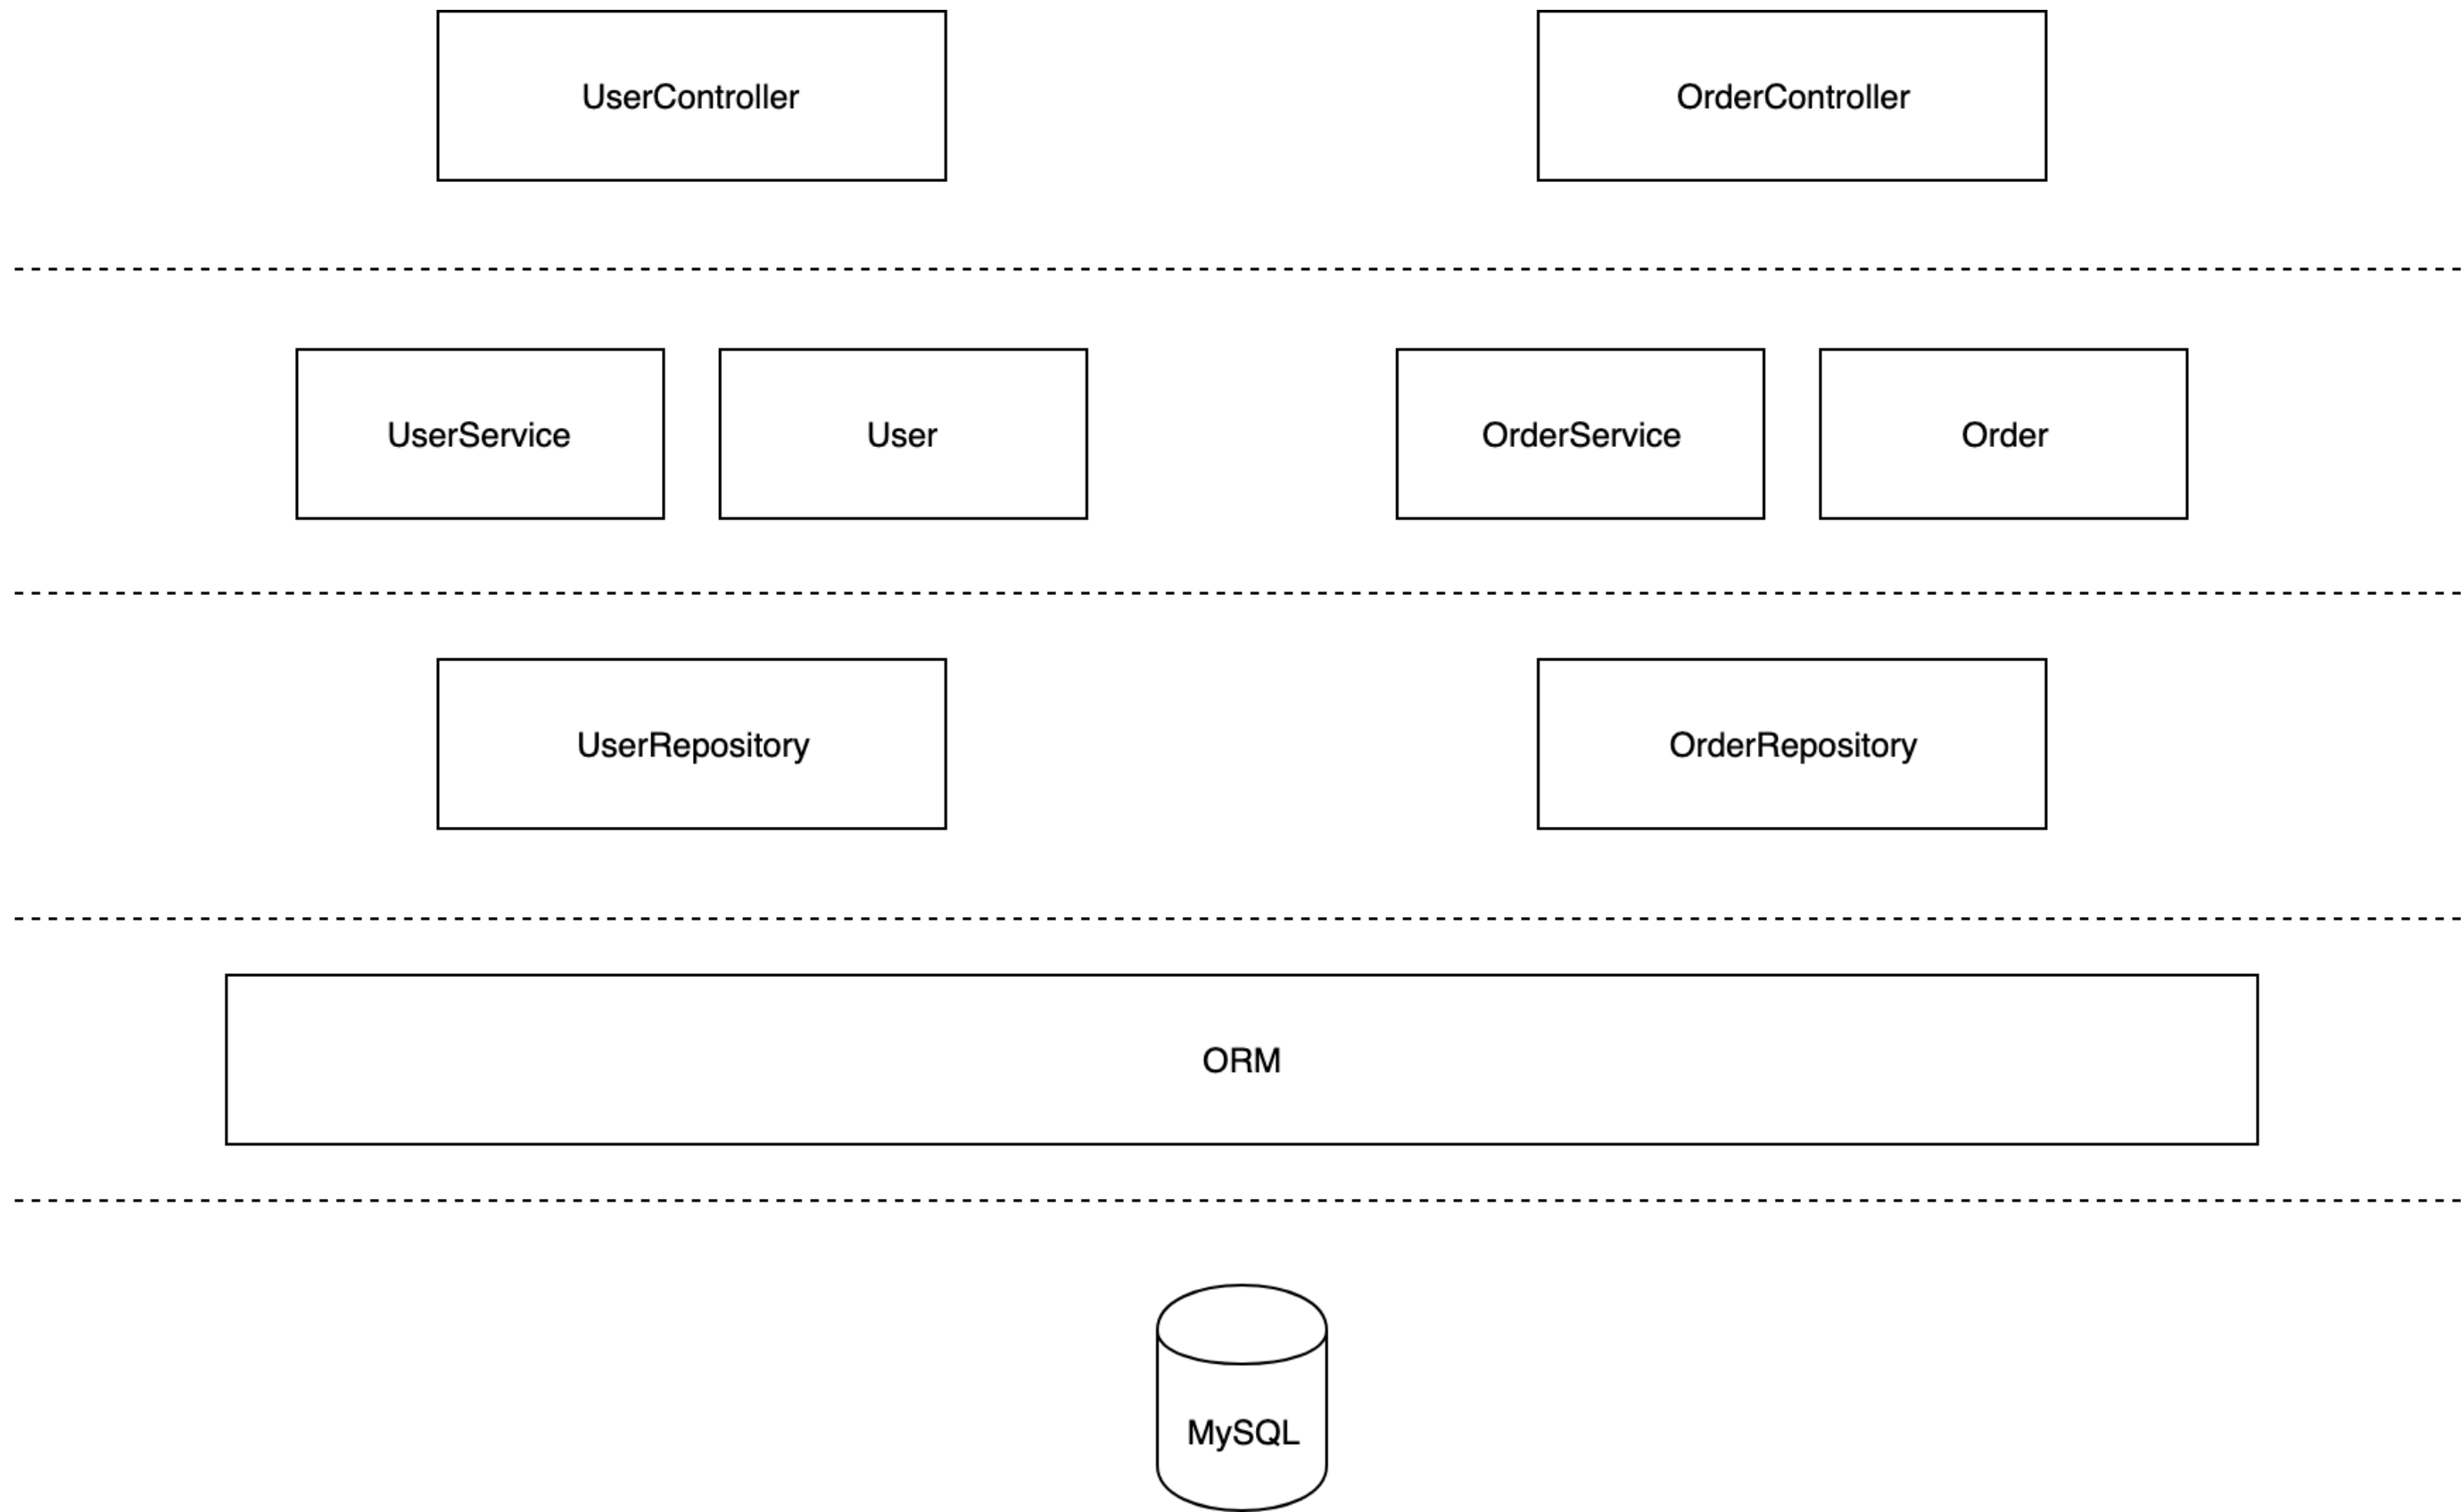 UserController
OrderController
UserService
User
OrderService
Order
UserRepository
OrderRepository
ORM
MySQL